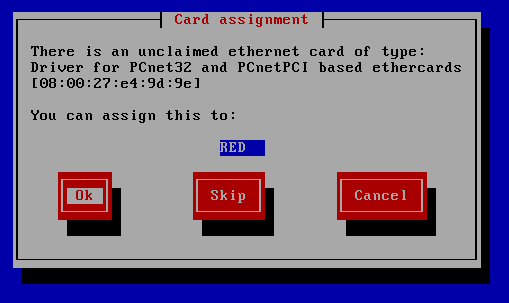 Card assignment
There is an unclaimed ethernet card of type:
Driver for PCnet32 and PCnetPCI based ethercards
[08:00:27:e4:9d:9e]
You can assign this to:
RED
Ok Skip Cancel